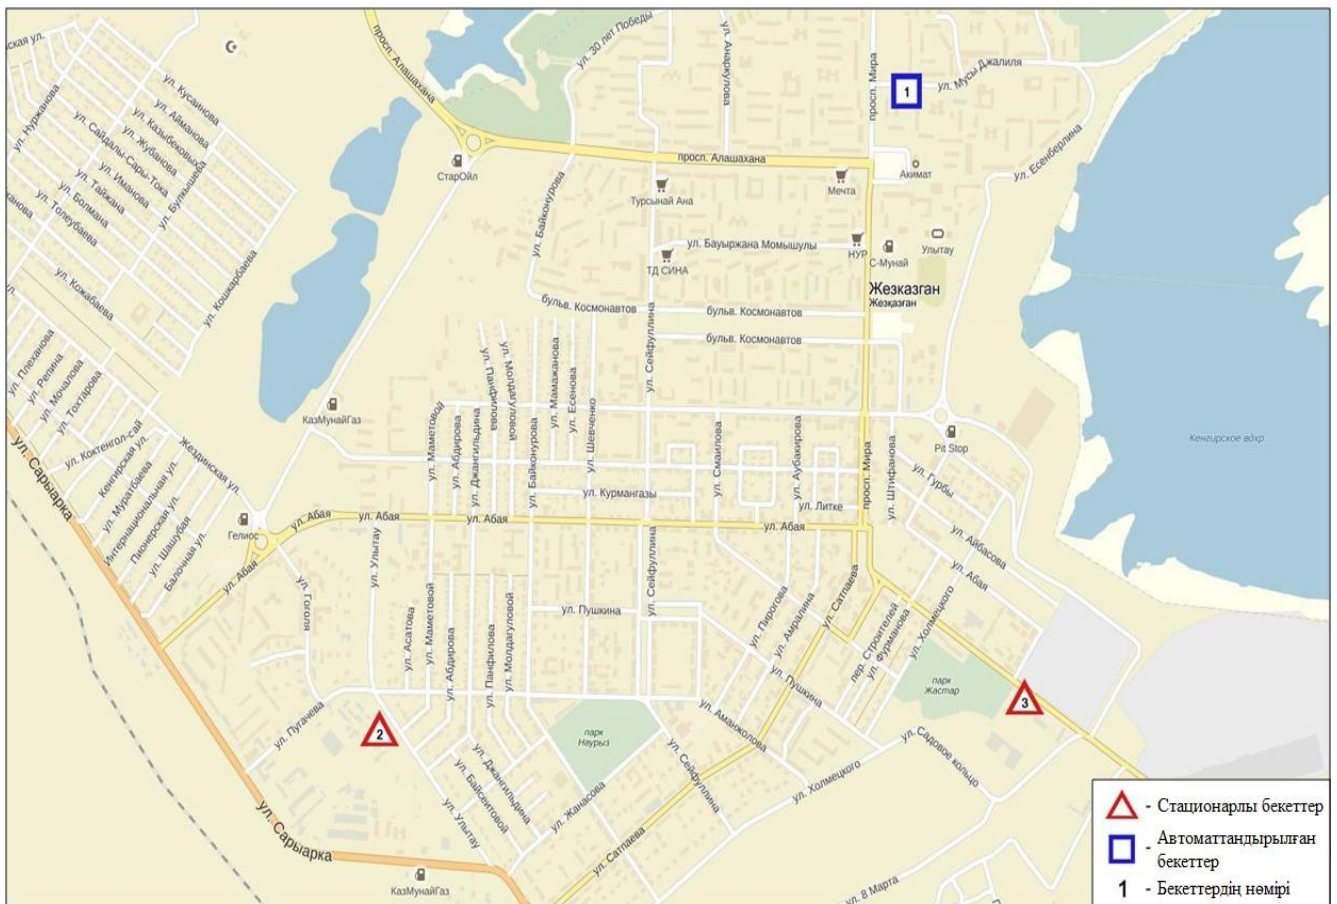 ская ул.
ул. Нуржанова
ул. Кусаинова
ул. Айманова
ул. Казыбековыва
ул. Жубанова
ул. Сайдалы-Сары-Тока
ул. Иманова
ул. Булкышева
ул. Тайжана
ул. Болмана
ул. Толеубаева
жанова
ул. Кожабаева
ул. Кошкарбаева
ул.
просп. Алашахана
СтарОйл
ул. 30 лет Победы
ул. Анаркулова
просп. Мира
1
ул. Мусы Джалиля
просп. Алашахана
Мечта
Акимат
ул. Есенберлина
Турсынай Ана
ул. Байконурова
ул. Бауыржана Момышулы
НУР
С-Мунай
Улытау
ТД СИНА
Жезказган
Жезқазған
бульв. Космонавтов
бульв. Космонавтов
бульв. Космонавтов
ул. Сейфуллина
ул. Плеханова
ул. Репина
ул. Мочалова
ул. Тохтарова
КазМунайГаз
ул. Панфилова
ул. Молдагуловой
ул. Мамажанова
ул. Есенова
ул. Маметовой
ул. Абдирова
ул. Джангильдина
ул. Байконурова
ул. Шевченко
ул. Смаилова
ул. Аубакирова
просп. Мира
ул. Штифанова
Pit Stop
Кенгирское вдхр
ул. Сарыарка
ул. Коктенгол-сай
Кенгирская ул.
ул. Муратбаева
Интернациональная ул.
Пионерская ул.
ул. Шашубая
Балочная ул.
Жездинская ул.
Гелиос
ул. Абая
ул. Абая
ул. Абая
ул. Абая
ул. Абая
ул. Курмангазы
ул. Литке
ул. Гурбы
ул. Айбасова
ул. Абая
ул. Гоголя
ул. Улытау
ул. Асатова
ул. Маметовой
ул. Абдирова
ул. Панфилова
ул. Молдагуловой
ул. Пушкина
ул. Сейфуллина
ул. Пирогова
ул. Амралина
ул. Сатпаева
пер. Строителей
ул. Фурманова
ул. Холмецкого
парк
Жастар
3
ул. Пугачева
2
парк
Наурыз
ул. Аманжолова
ул. Пушкина
ул. Садовое кольцо
ул. Холмецкого
ул. Сейфуллина
ул. Джангильдина
ул. Байсеитовой
ул. Улытау
ул. Жанасова
ул. Сатпаева
ул. Сарыарка
КазМунайГаз
ул. 8 Марта
- Стационарлы бекеттер
- Автоматтандырылған
бекеттер
1 - Бекеттердің нөмірі